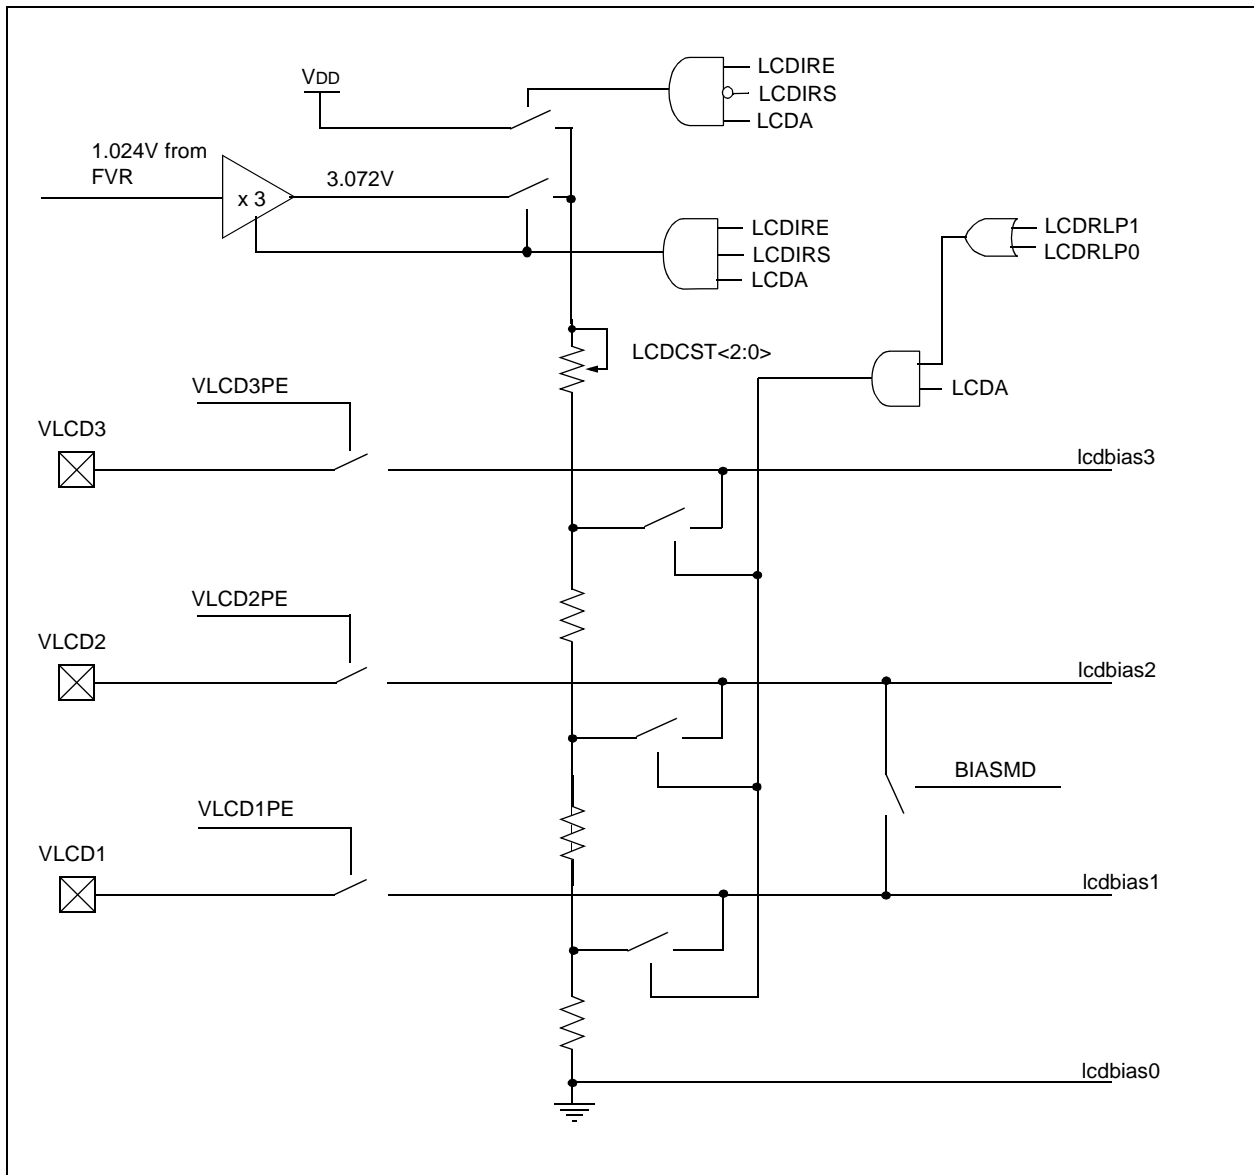 VDD
LCDIRE
LCDIRS
LCDA
1.024V from
FVR
x 3
3.072V
LCDIRE
LCDIRS
LCDA
LCDRLP1
LCDRLP0
LCDCST<2:0>
LCDA
VLCD3PE
VLCD3
lcdbias3
VLCD2PE
VLCD2
lcdbias2
BIASMD
VLCD1PE
VLCD1
lcdbias1
lcdbias0